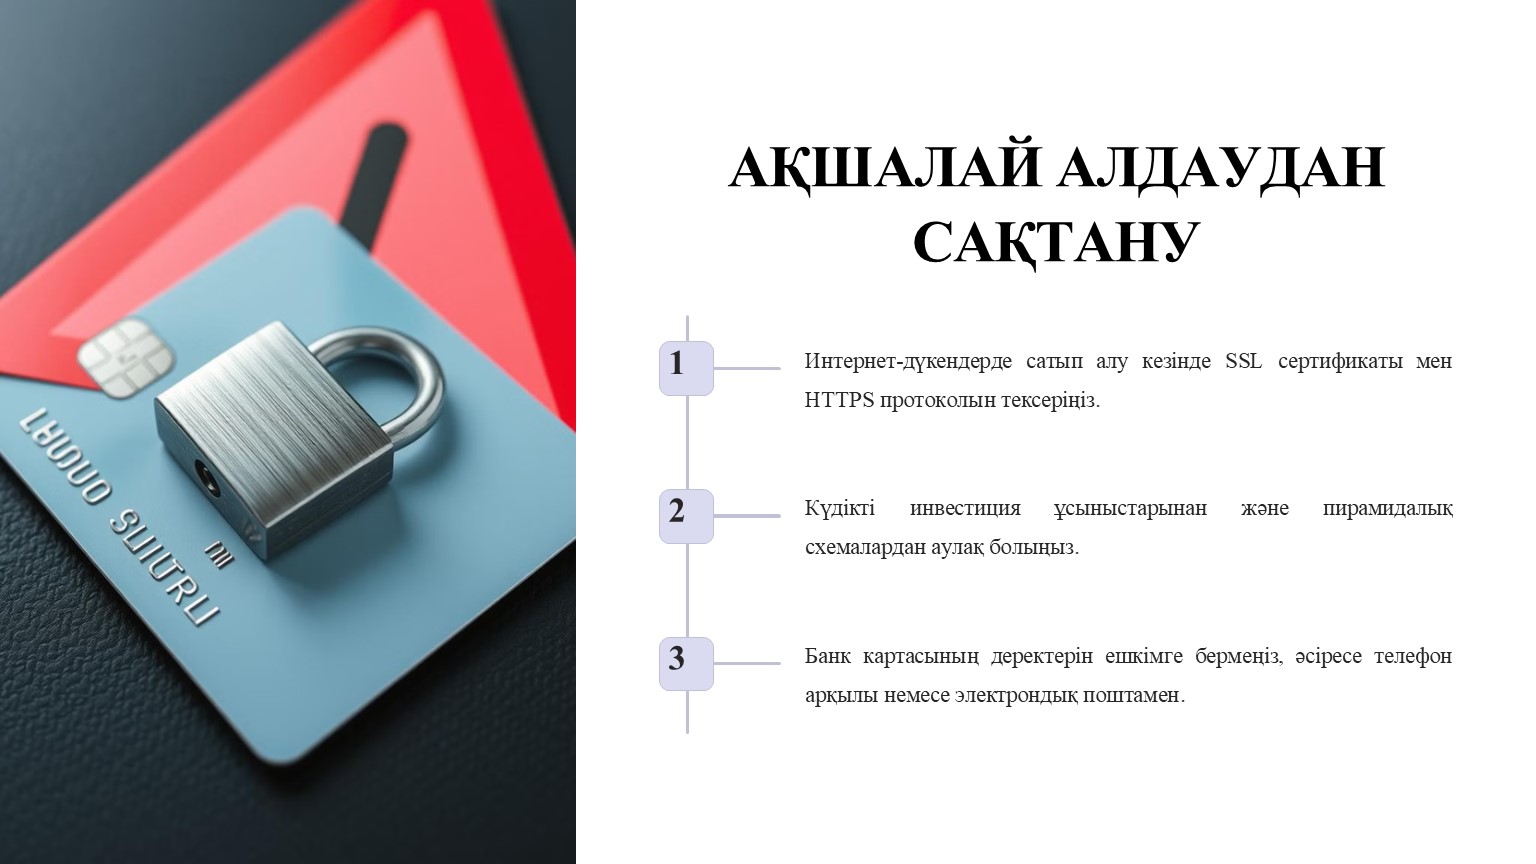 АҚШАЛАЙ АЛДАУДАН
САҚТАНУ
1
Интернет-дүкендерде сатып алу кезінде SSL сертификаты мен
HTTPS протоколын тексеріңіз.
2
Күдікті инвестиция ұсыныстарынан және пирамидалық
схемалардан аулақ болыңыз.
3
Банк картасының деректерін ешкімге бермеңіз, әсіресе телефон
арқылы немесе электрондық поштамен.